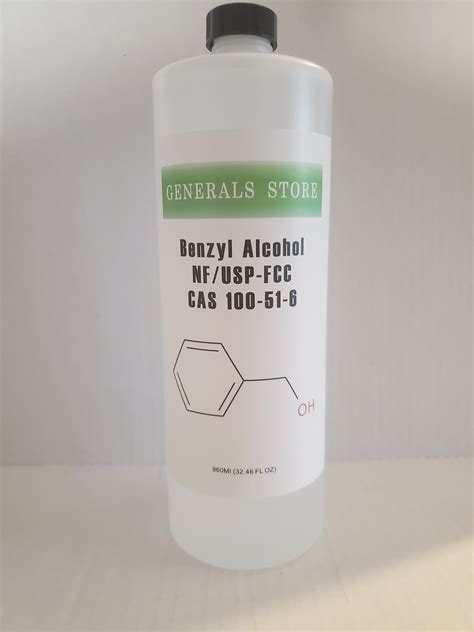 GENERALS STORE
Benzyl Alcohol
NF/USP-FCC
CAS 100-51-6
OH
960Ml (32.46 FL OZ)